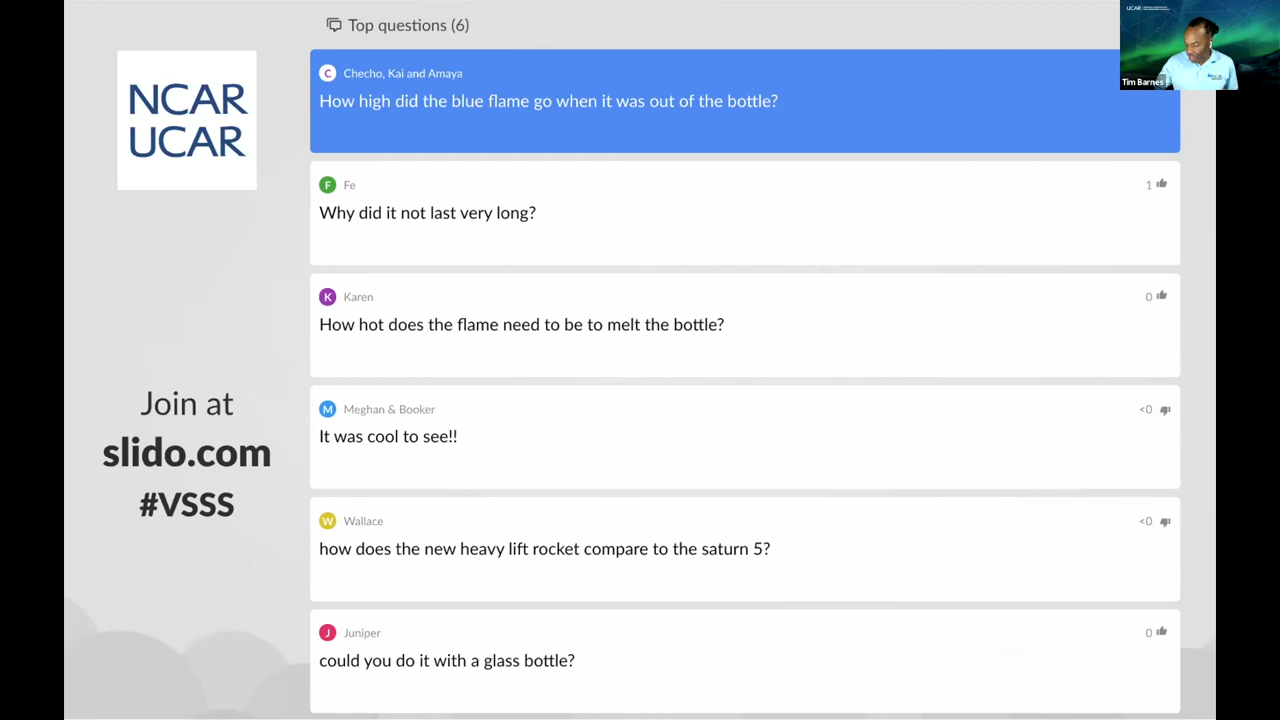 Top questions (6)
NCAR
UCAR
C Checho, Kai and Amaya
How high did the blue flame go when it was out of the bottle?
F Fe 1
Why did it not last very long?
K Karen 0
How hot does the flame need to be to melt the bottle?
M Meghan & Booker <0
It was cool to see!!
W Wallace <0
how does the new heavy lift rocket compare to the saturn 5?
J Juniper 0
could you do it with a glass bottle?
Join at
slido.com
#VSSS
UCAR
Tim Barnes